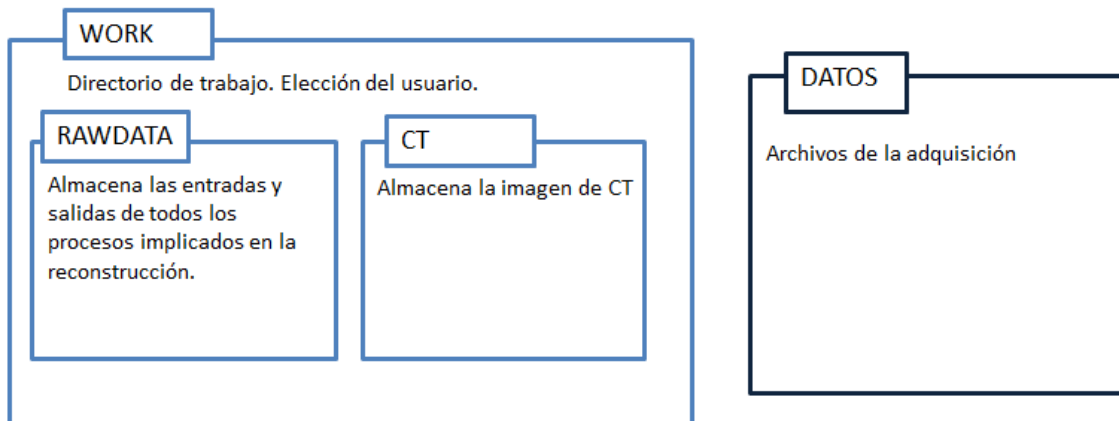 WORK
Directorio de trabajo. Elección del usuario.
RAWDATA
Almacena las entradas y
salidas de todos los
procesos implicados en la
reconstrucción.
CT
Almacena la imagen de CT
DATOS
Archivos de la adquisición